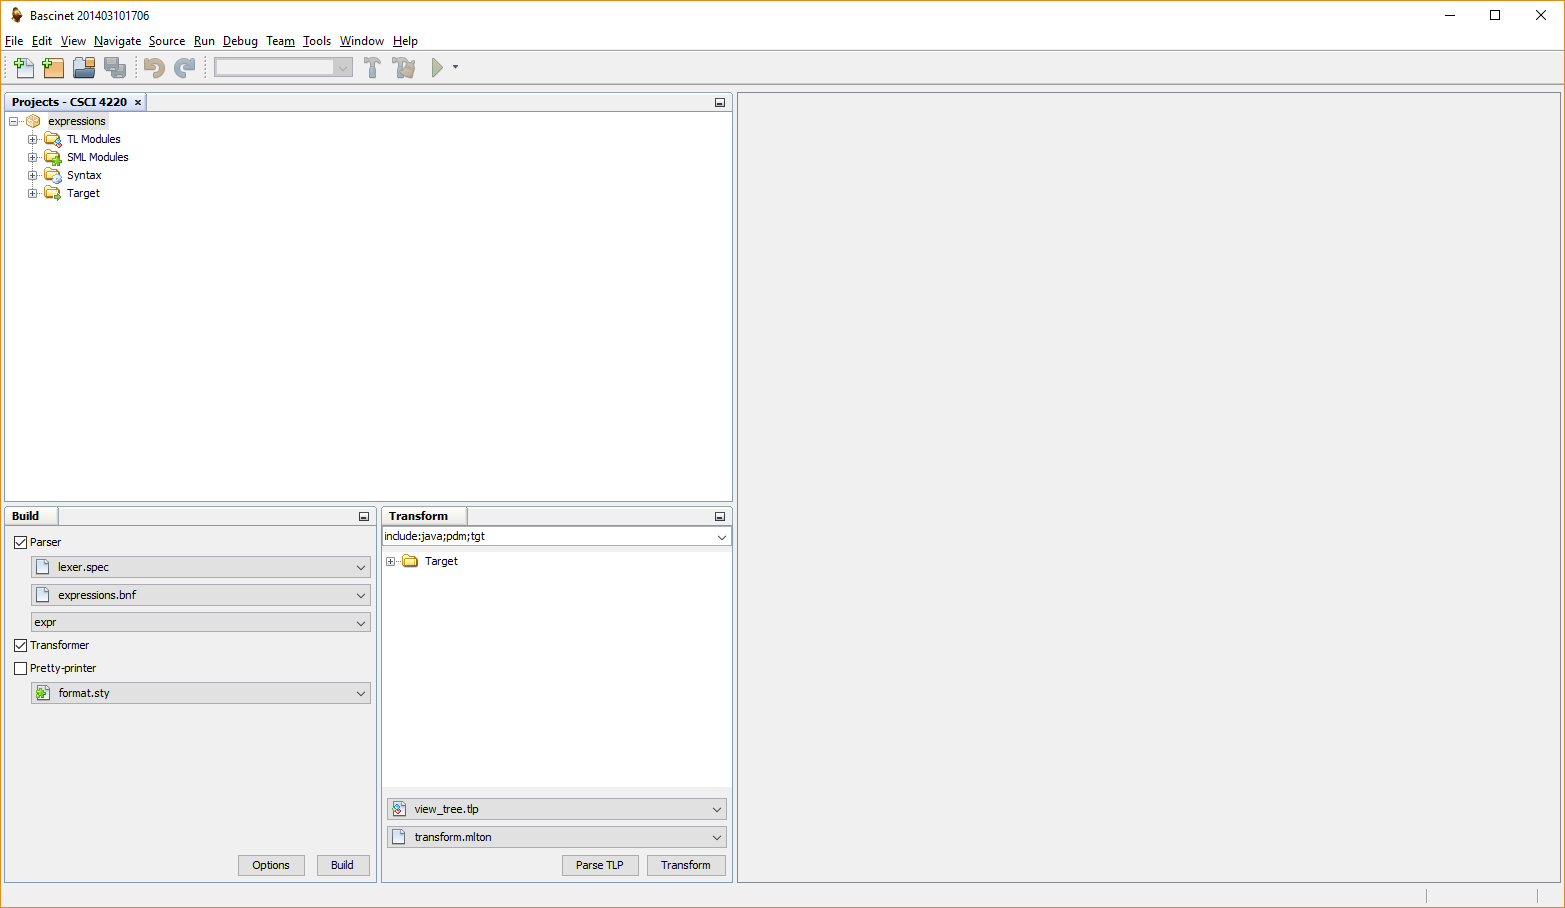 Bascinet 201403101706
File Edit View Navigate Source Run Debug Team Tools Window Help
Projects - CSCI 4220
expressions
TL Modules
SML Modules
Syntax
Target
Build
Parser
lexer.spec
expressions.bnf
expr
Transformer
Pretty-printer
format.sty
Options Build
Transform
include:java;pdm;tgt
Target
view_tree.tlp
transform.mlton
Parse TLP Transform